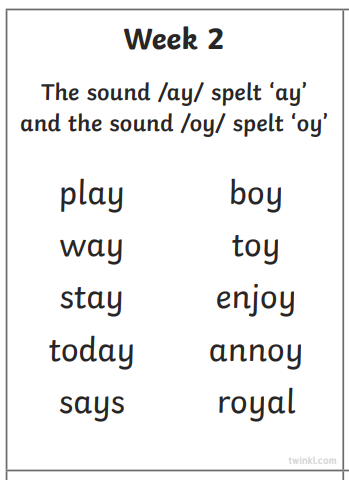 Week 2
The sound /ay/ spelt ‘ay’
and the sound /oy/ spelt ‘oy’
play boy
way toy
stay enjoy
today annoy
says royal
twinkl.com